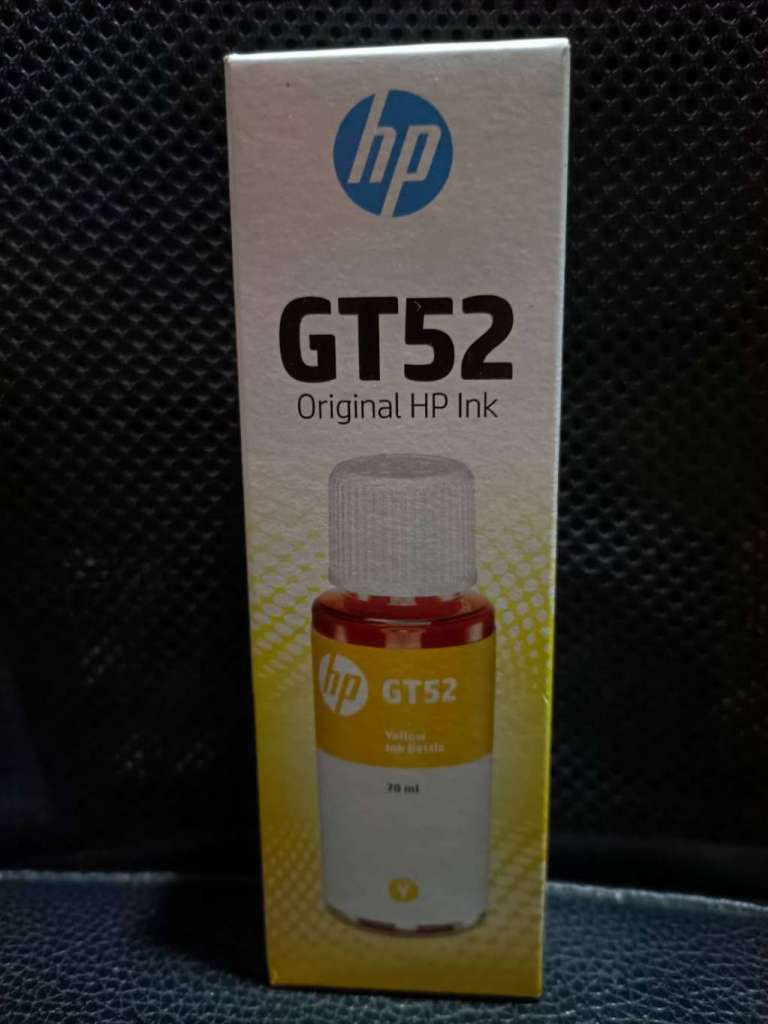 hp
GT52
Original HP Ink
hp
GT52
Yellow
Ink Bottle
70 ml
Y